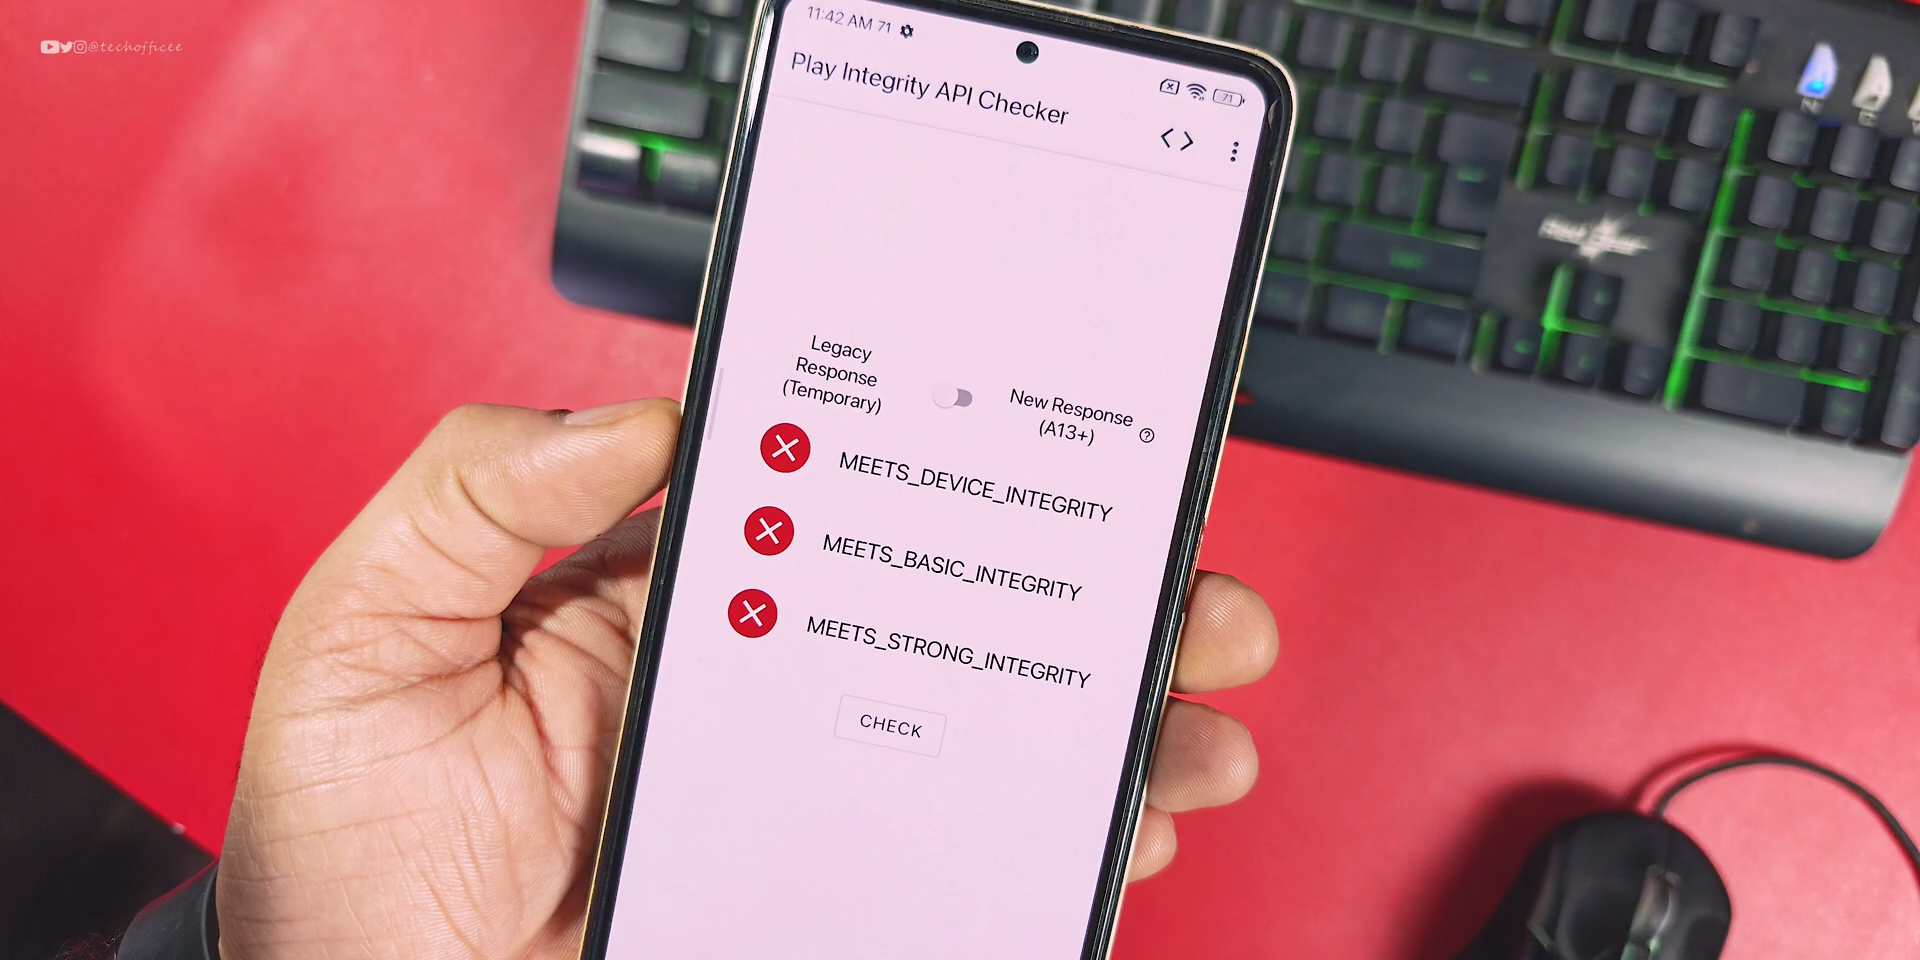 @techofficee
11:42 AM 71
71
Play Integrity API Checker
Legacy
Response
(Temporary)
New Response
(A13+)
MEETS_DEVICE_INTEGRITY
MEETS_BASIC_INTEGRITY
MEETS_STRONG_INTEGRITY
CHECK